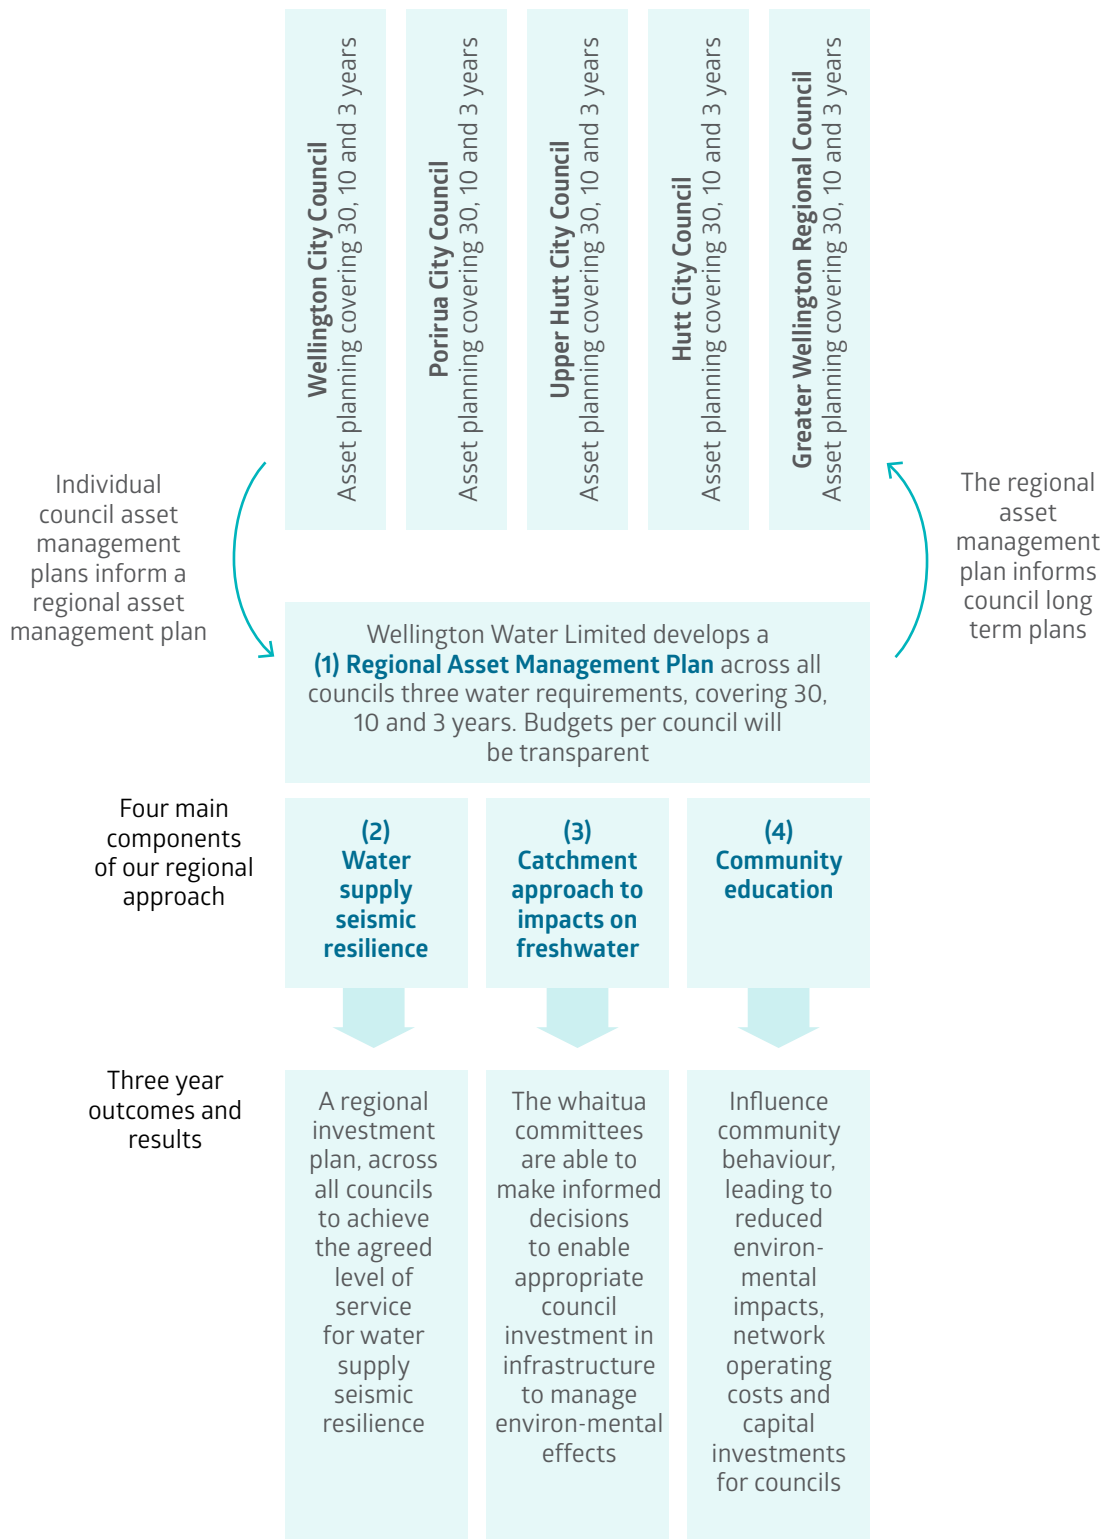 Wellington City Council
Asset planning covering 30, 10 and 3 years
Porirua City Council
Asset planning covering 30, 10 and 3 years
Upper Hutt City Council
Asset planning covering 30, 10 and 3 years
Hutt City Council
Asset planning covering 30, 10 and 3 years
Greater Wellington Regional Council
Asset planning covering 30, 10 and 3 years
Individual
council asset
management
plans inform a
regional asset
management plan
The regional
asset
management
plan informs
council long
term plans
Wellington Water Limited develops a
(1) Regional Asset Management Plan across all
councils three water requirements, covering 30,
10 and 3 years. Budgets per council will
be transparent
Four main
components
of our regional
approach
(2)
Water
supply
seismic
resilience
(3)
Catchment
approach to
impacts on
freshwater
(4)
Community
education
Three year
outcomes and
results
A regional
investment
plan, across
all councils
to achieve
the agreed
level of
service
for water
supply
seismic
resilience
The whaitua
committees
are able to
make informed
decisions
to enable
appropriate
council
investment in
infrastructure
to manage
environ-mental
effects
Influence
community
behaviour,
leading to
reduced
environ-
mental
impacts,
network
operating
costs and
capital
investments
for councils